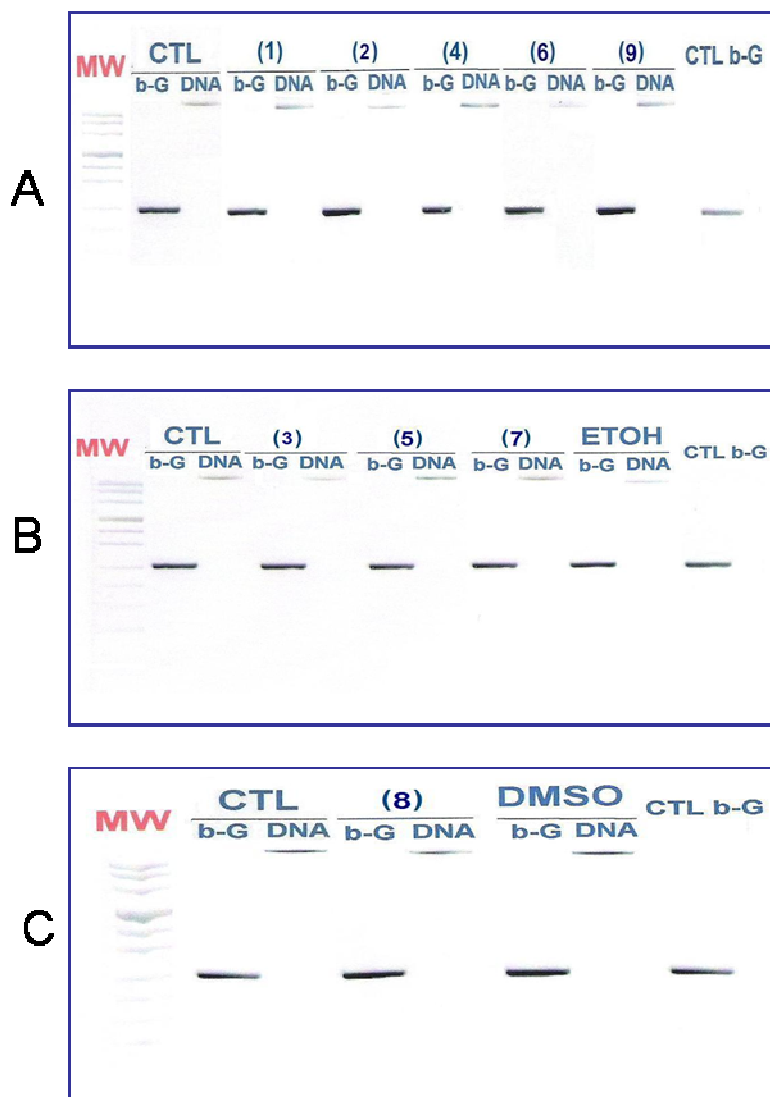 A
MW CTL (1) (2) (4) (6) (9) CTL b-G
b-G DNA b-G DNA b-G DNA b-G DNA b-G DNA b-G DNA
B
MW CTL (3) (5) (7) ETOH CTL b-G
b-G DNA b-G DNA b-G DNA b-G DNA b-G DNA
C
MW CTL (8) DMSO CTL b-G
b-G DNA b-G DNA b-G DNA